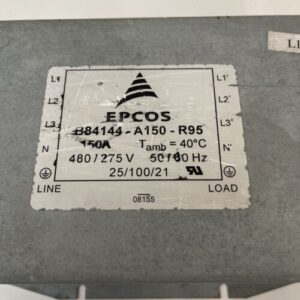 LI
L1 L1'
L2 L2'
L3 L3'
N N'
EPCOS
B84144-A150-R95
150A Tamb = 40°C
480/275 V 50/60 Hz
25/100/21
LINE LOAD
08155